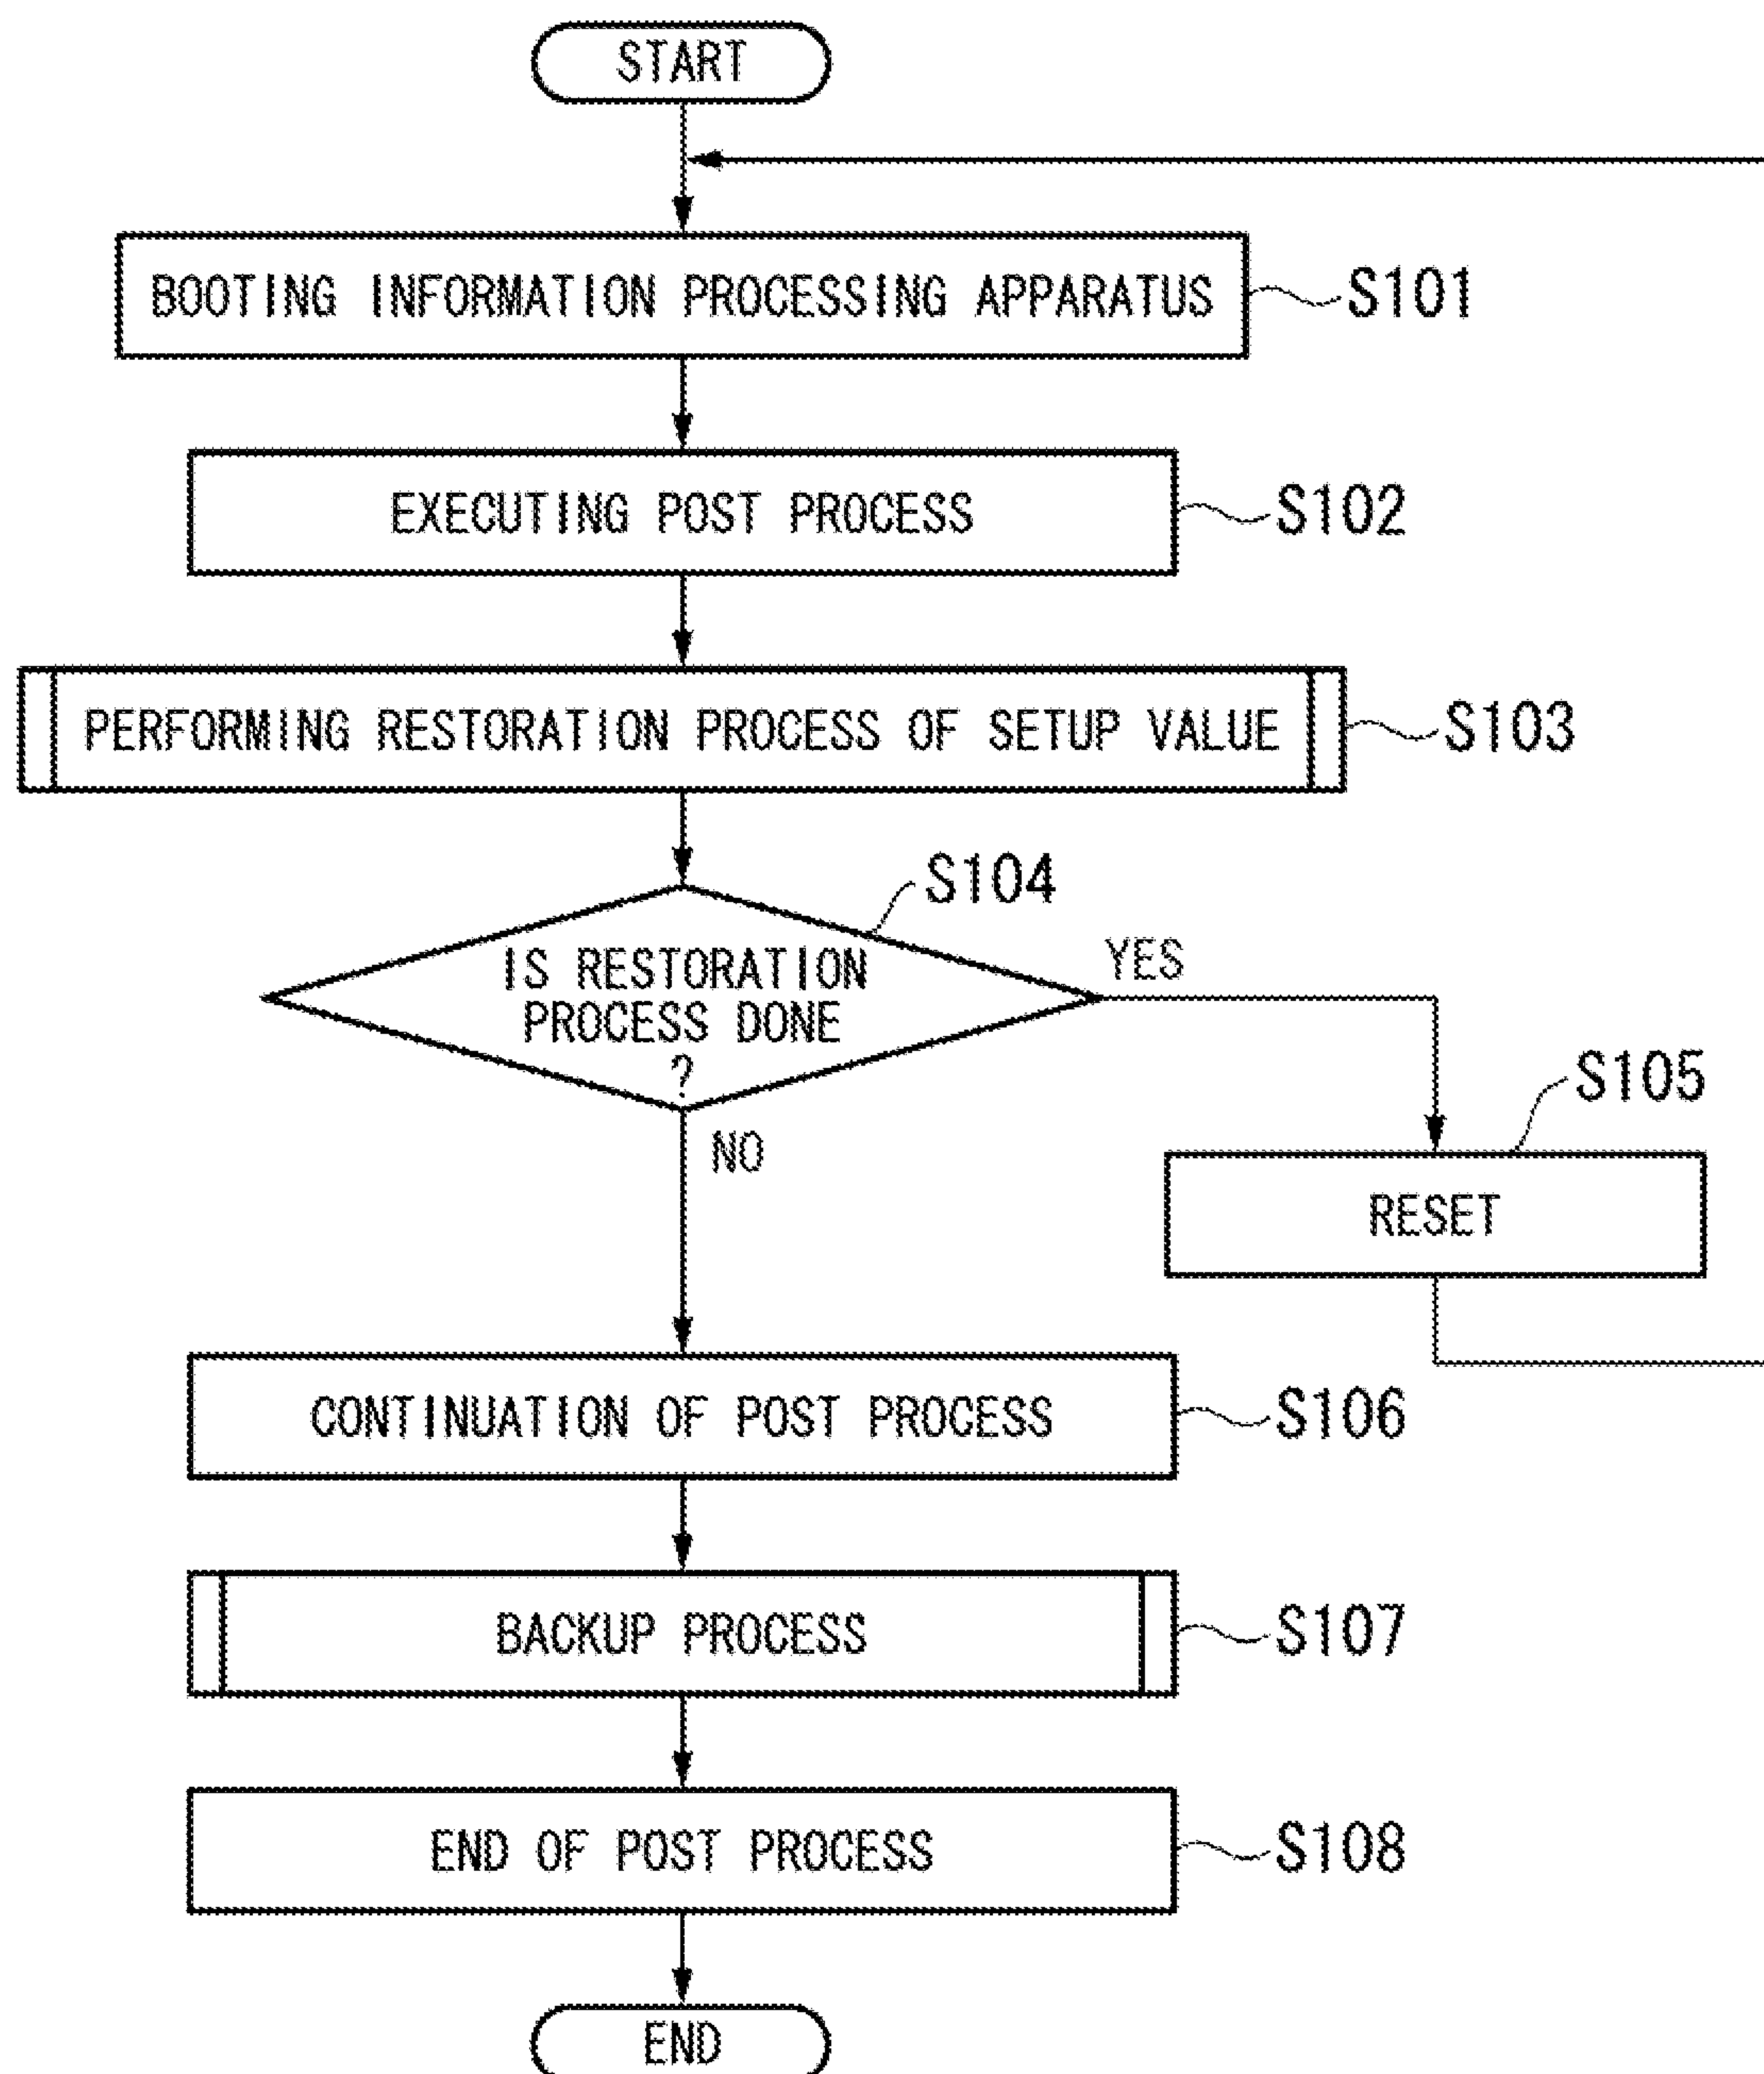 START
BOOTING INFORMATION PROCESSING APPARATUS
S101
EXECUTING POST PROCESS
S102
PERFORMING RESTORATION PROCESS OF SETUP VALUE
S103
S104
IS RESTORATION
PROCESS DONE
?
YES
NO
S105
RESET
CONTINUATION OF POST PROCESS
S106
BACKUP PROCESS
S107
END OF POST PROCESS
S108
END